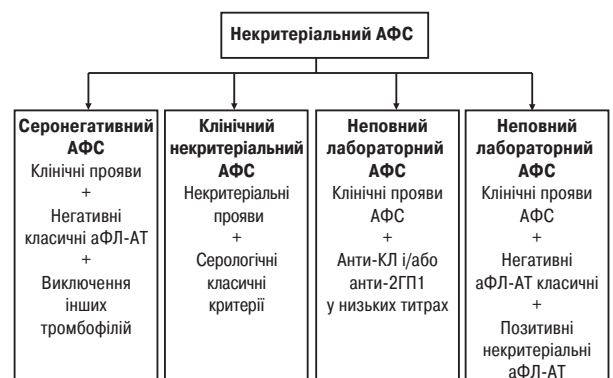 Некритеріальний АФС
Серонегативний
АФС
Клінічні прояви
+
Негативні
класичні аФЛ-АТ
+
Виключення
інших
тромбофілій
Клінічний
некритеріальний
АФС
Некритеріальні
прояви
+
Серологічні
класичні
критерії
Неповний
лабораторний
АФС
Клінічні прояви
АФС
+
Анти-КЛ і/або
анти-2ГП1
у низьких титрах
Неповний
лабораторний
АФС
Клінічні прояви
АФС
+
Негативні
аФЛ-АТ класичні
+
Позитивні
некритеріальні
аФЛ-АТ